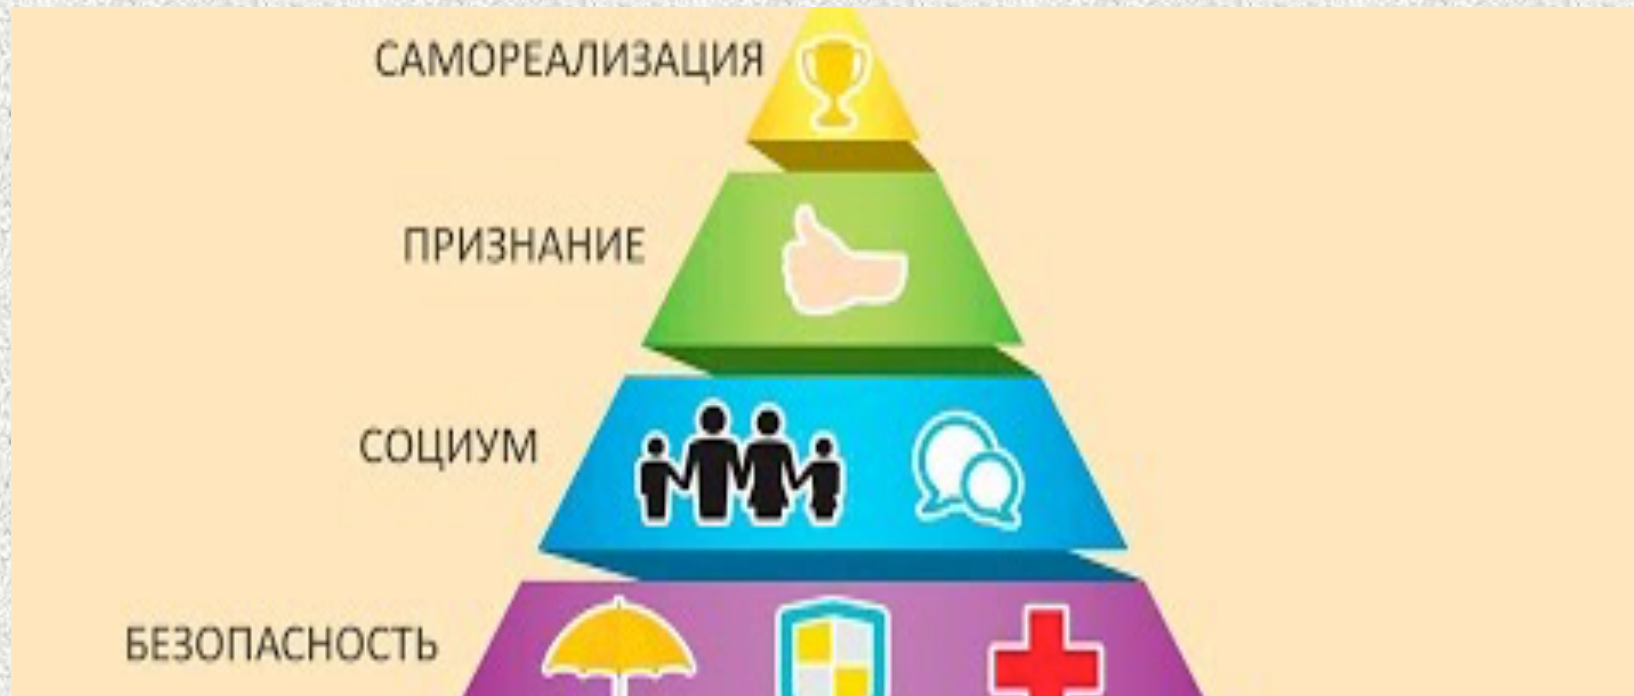 САМОРЕАЛИЗАЦИЯ
ПРИЗНАНИЕ
СОЦИУМ
БЕЗОПАСНОСТЬ